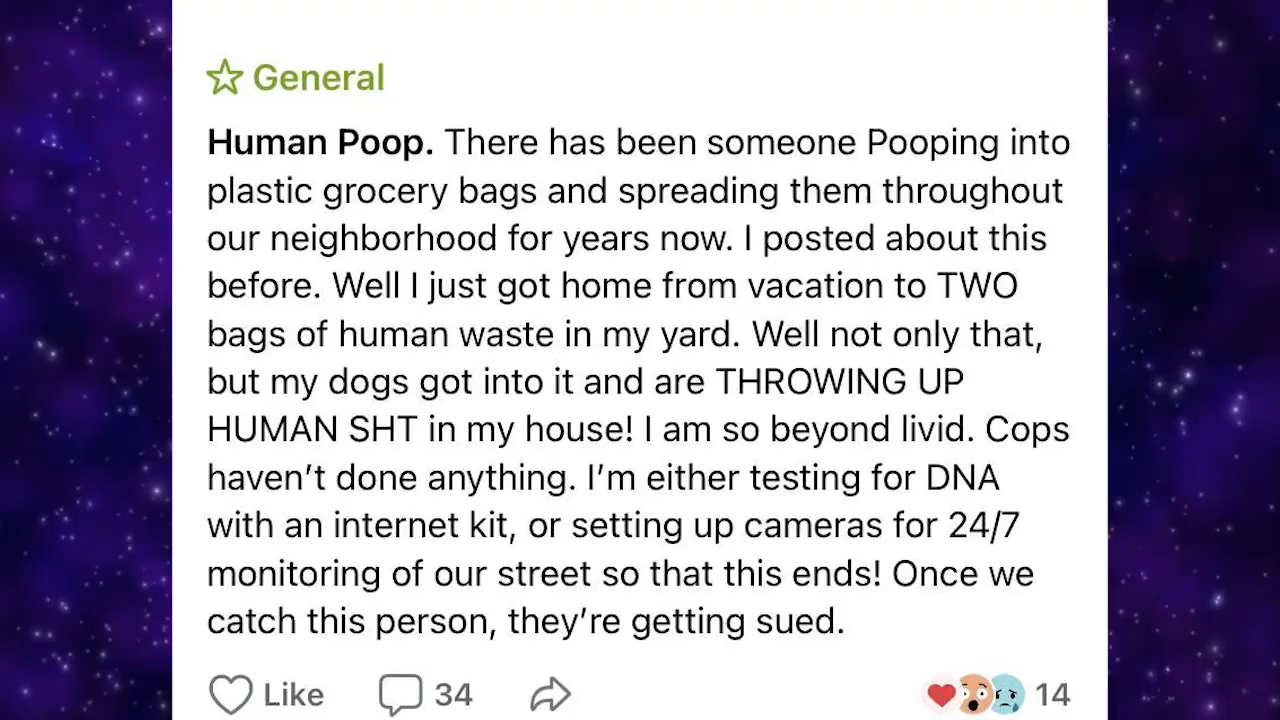 General
Human Poop. There has been someone Pooping into
plastic grocery bags and spreading them throughout
our neighborhood for years now. I posted about this
before. Well I just got home from vacation to TWO
bags of human waste in my yard. Well not only that,
but my dogs got into it and are THROWING UP
HUMAN SHT in my house! I am so beyond livid. Cops
haven’t done anything. I’m either testing for DNA
with an internet kit, or setting up cameras for 24/7
monitoring of our street so that this ends! Once we
catch this person, they’re getting sued.
Like 34 14